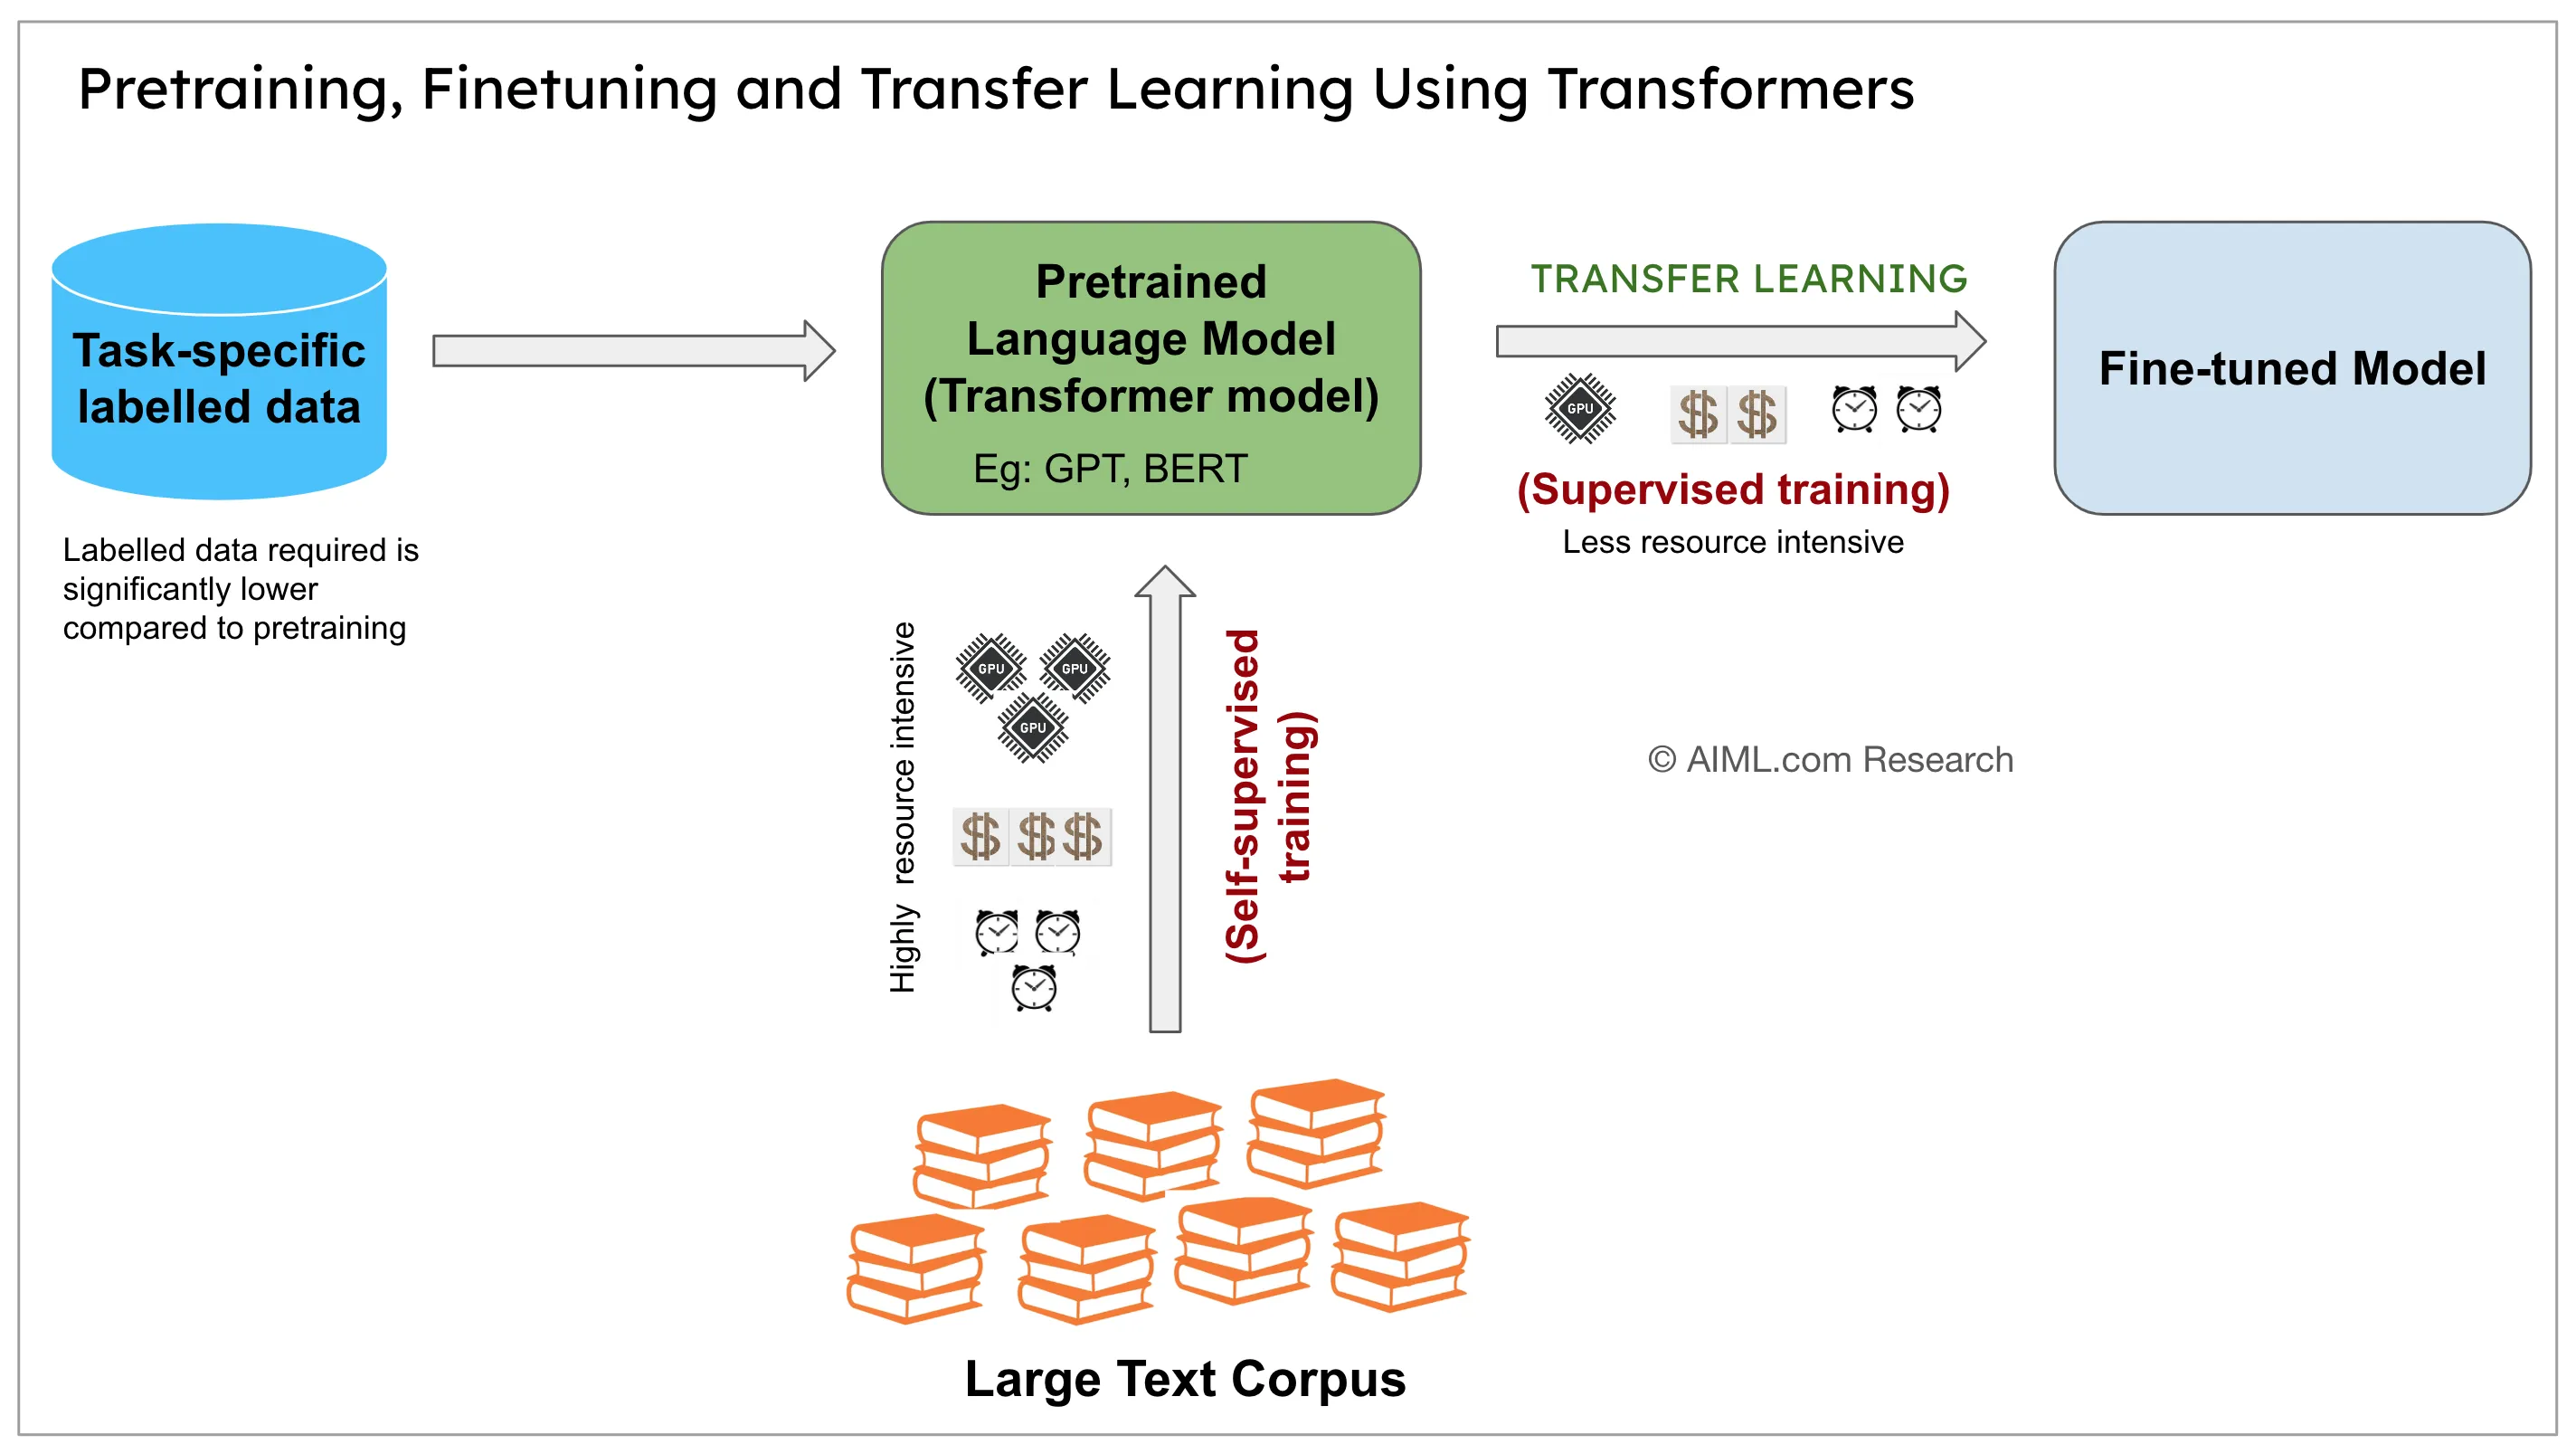 Pretraining, Finetuning and Transfer Learning Using Transformers
Task-specific
labelled data
Labelled data required is
significantly lower
compared to pretraining
Pretrained
Language Model
(Transformer model)
Eg: GPT, BERT
TRANSFER LEARNING
GPU
$ $
(Supervised training)
Less resource intensive
Fine-tuned Model
Highly resource intensive
GPU GPU
GPU
$ $ $
(Self-supervised
training)
© AIML.com Research
Large Text Corpus